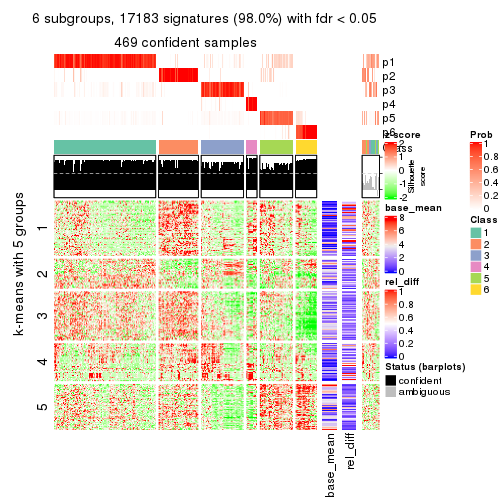 6 subgroups, 17183 signatures (98.0%) with fdr < 0.05
469 confident samples
p1
p2
p3
p4
p5
p6
Class
Silhouette
score
k-means with 5 groups
1
2
3
4
5
base_mean
rel_diff
z-score
2
1
0
-1
-2
base_mean
8
6
4
2
0
rel_diff
1
0.8
0.6
0.4
0.2
0
Status (barplots)
confident
ambiguous
Prob
1
0.8
0.6
0.4
0.2
0
Class
1
2
3
4
5
6